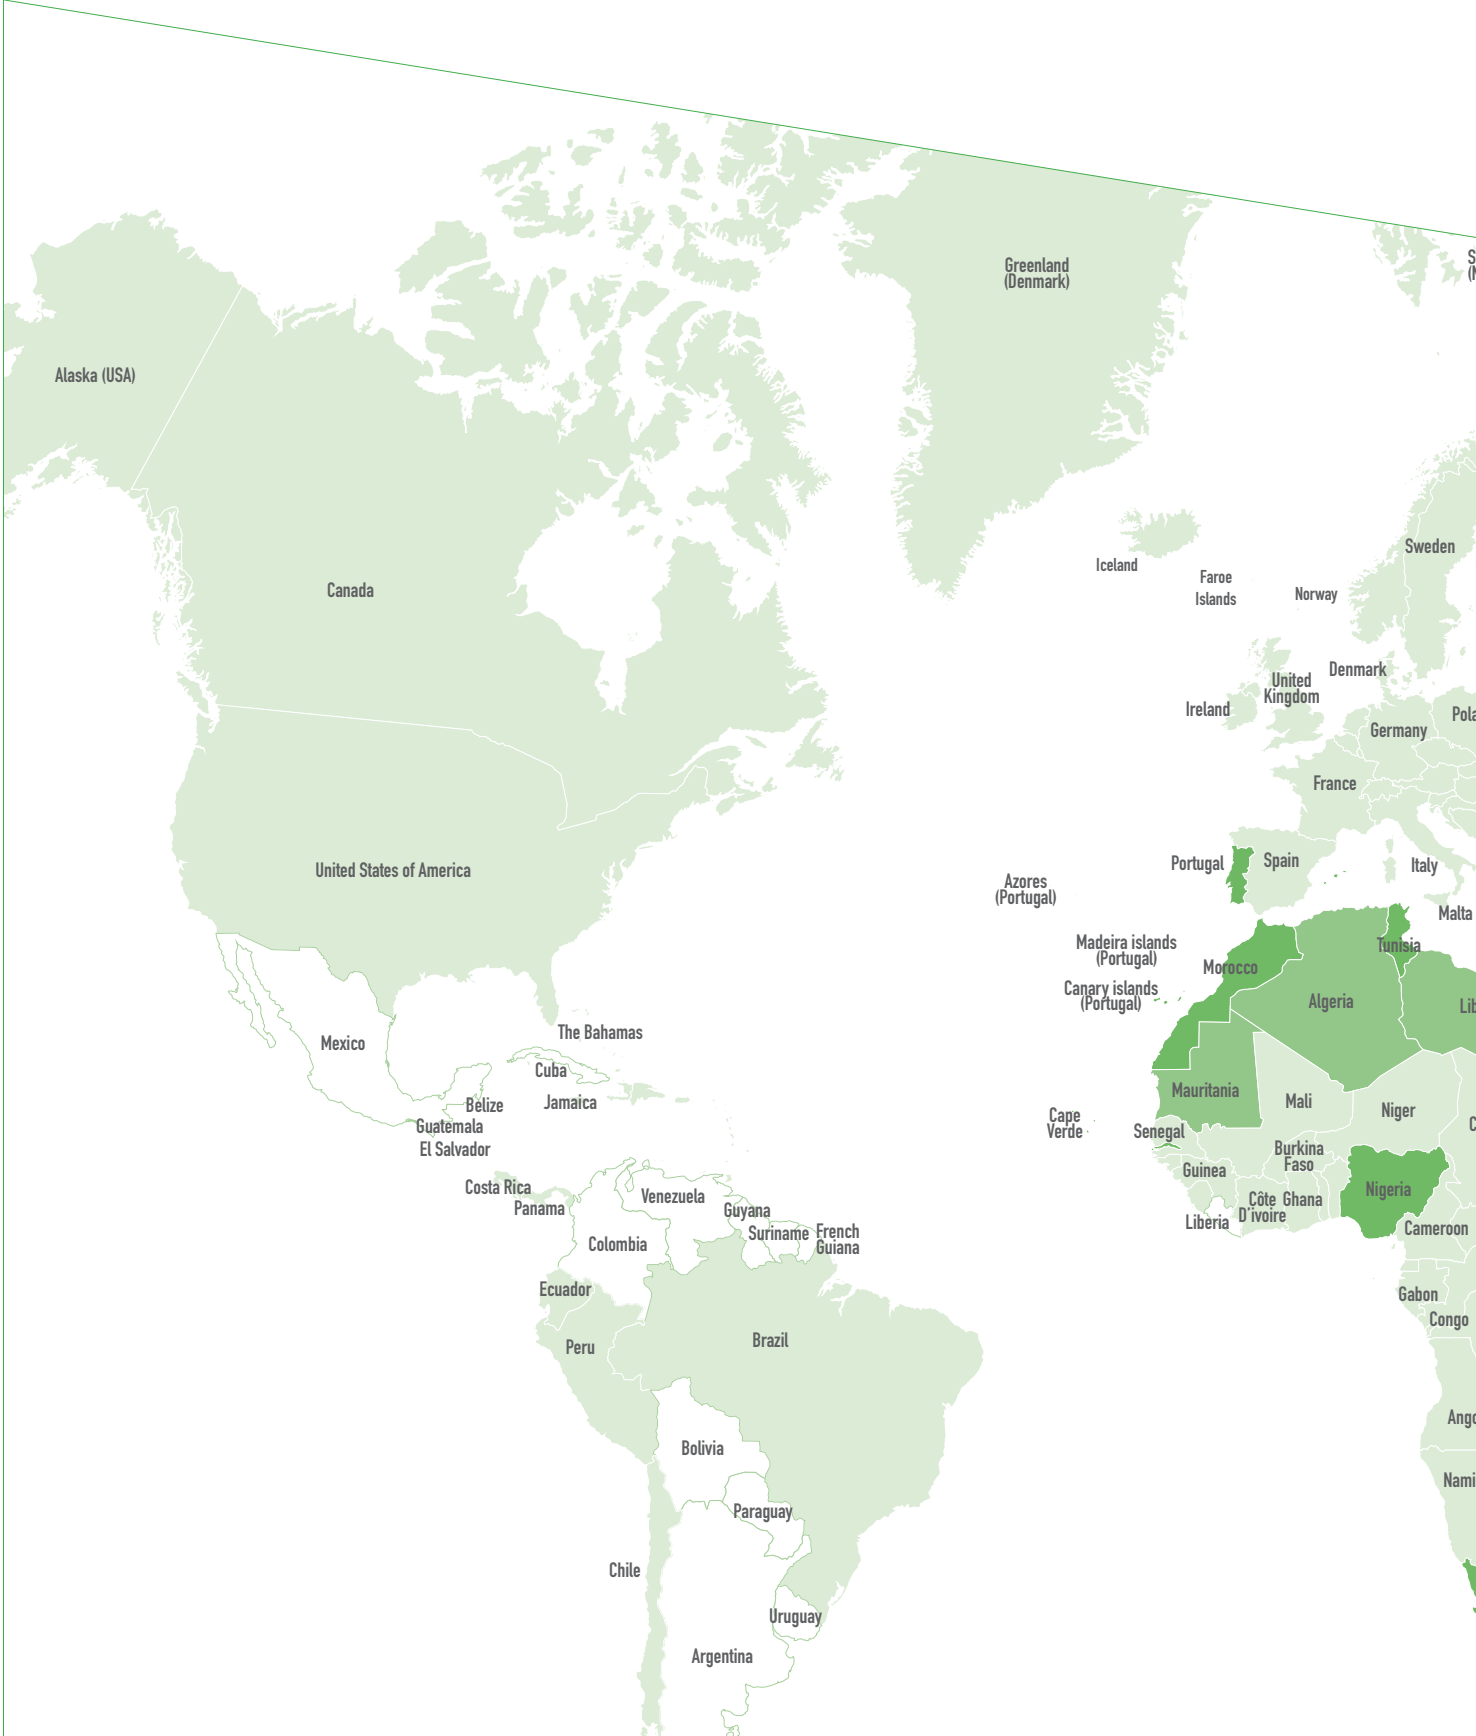 Greenland
(Denmark)
Alaska (USA)
Canada
Iceland
Faroe
Islands
Norway
Sweden
Denmark
United
Kingdom
Ireland
Germany
Pola
France
United States of America
Portugal
Spain
Italy
Azores
(Portugal)
Malta
Madeira islands
(Portugal)
Morocco
Tunisia
Canary islands
(Portugal)
Algeria
Lib
The Bahamas
Mexico
Cuba
Jamaica
Belize
Guatemala
El Salvador
Mauritania
Mali
Niger
Cape
Verde
Senegal
Burkina
Faso
Guinea
Nigeria
Costa Rica
Panama
Venezuela
Guyana
Suriname
French
Guiana
Colombia
Côte
D'ivoire
Ghana
Liberia
Cameroon
Ecuador
Gabon
Congo
Peru
Brazil
Ango
Bolivia
Nami
Paraguay
Chile
Uruguay
Argentina